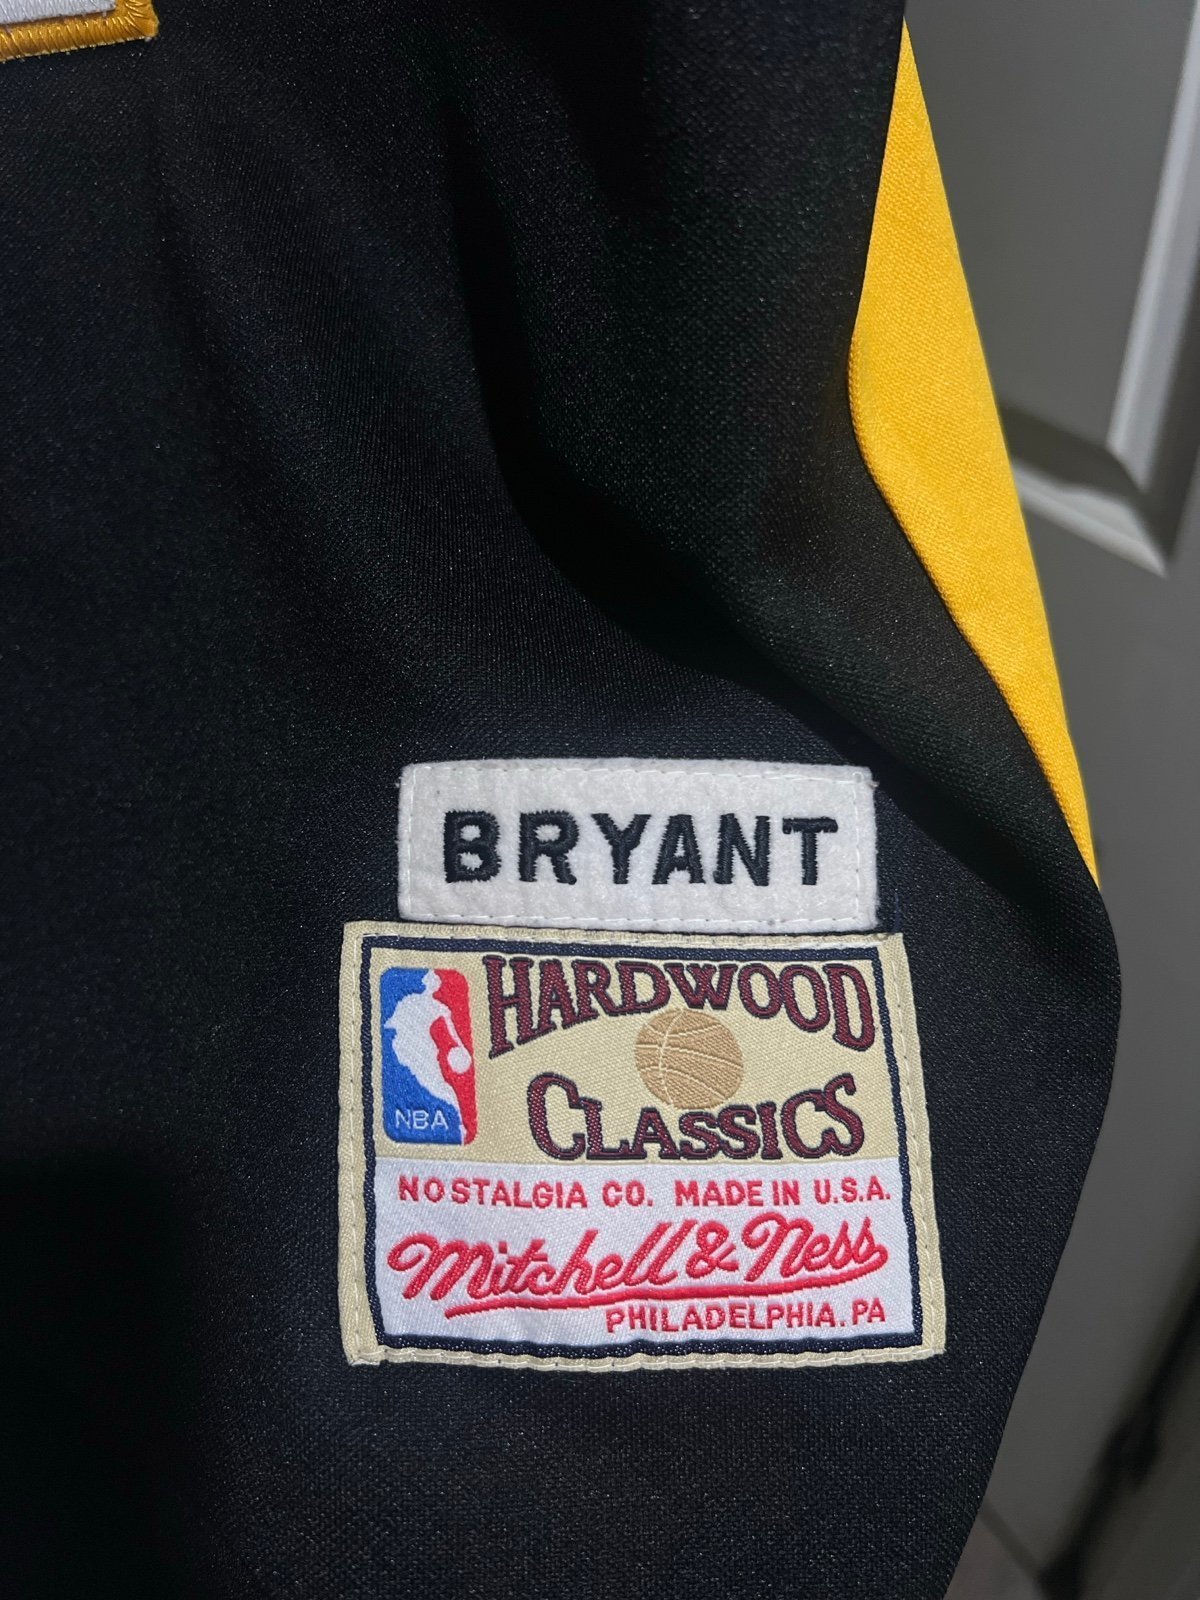 BRYANT
HARDWOOD
CLASSICS
NBA
NOSTALGIA CO. MADE IN U.S.A.
Mitchell & Ness
PHILADELPHIA. PA